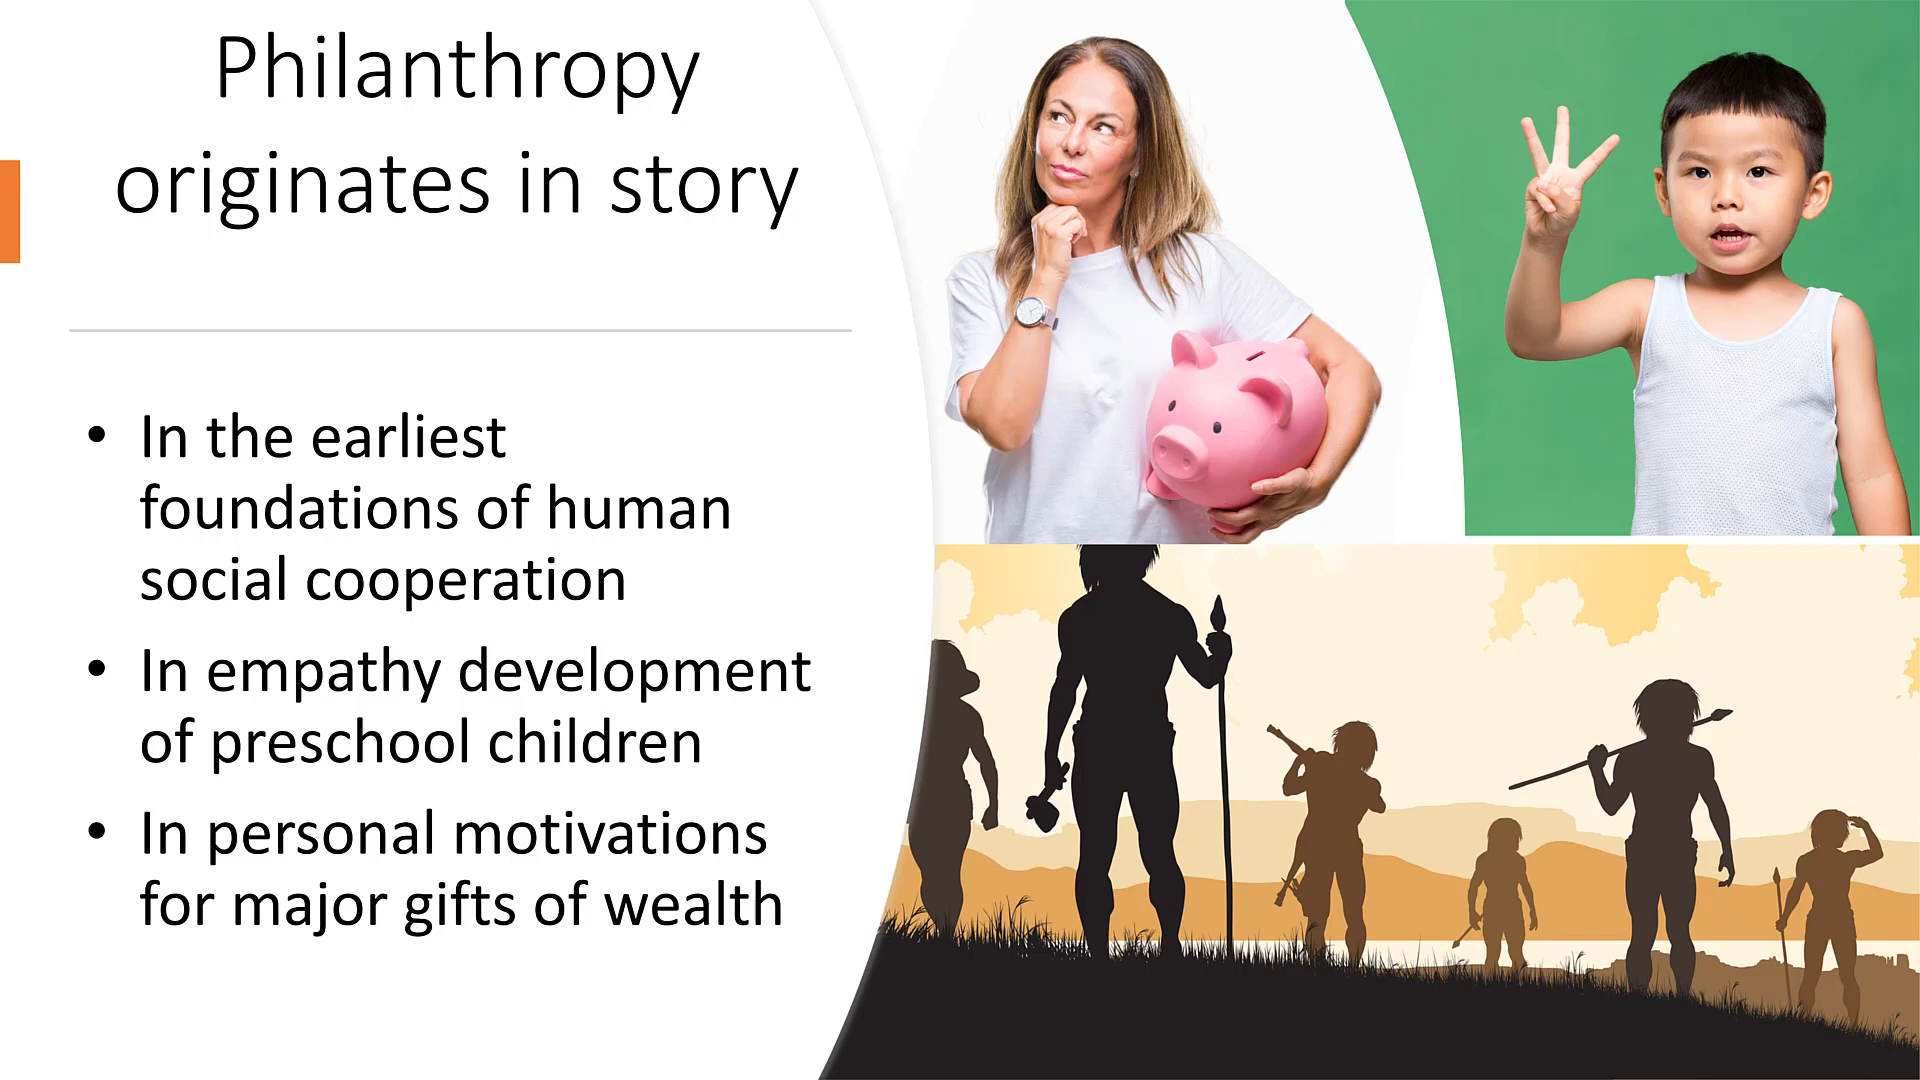 Philanthropy
originates in story
• In the earliest
foundations of human
social cooperation
• In empathy development
of preschool children
• In personal motivations
for major gifts of wealth